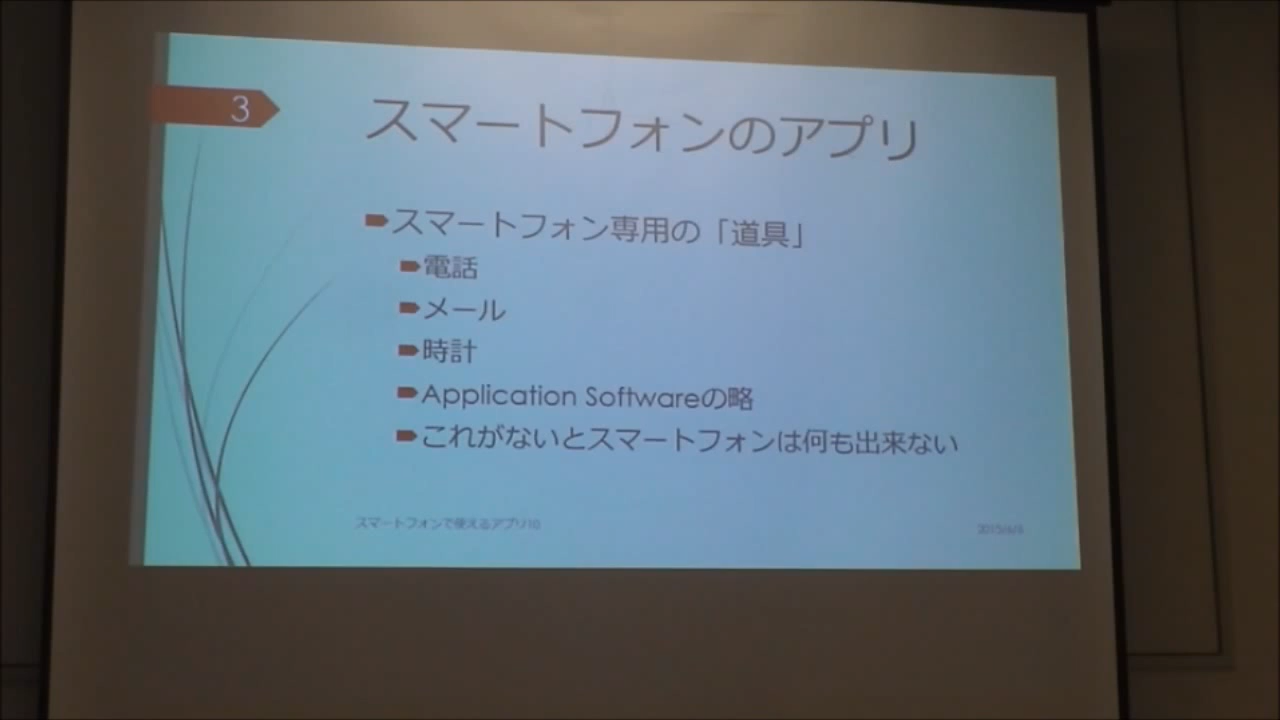 3
スマートフォンのアプリ
スマートフォン専用の「道具」
電話
メール
時計
Application Softwareの略
これがないとスマートフォンは何も出来ない
スマートフォンで使えるアプリ10